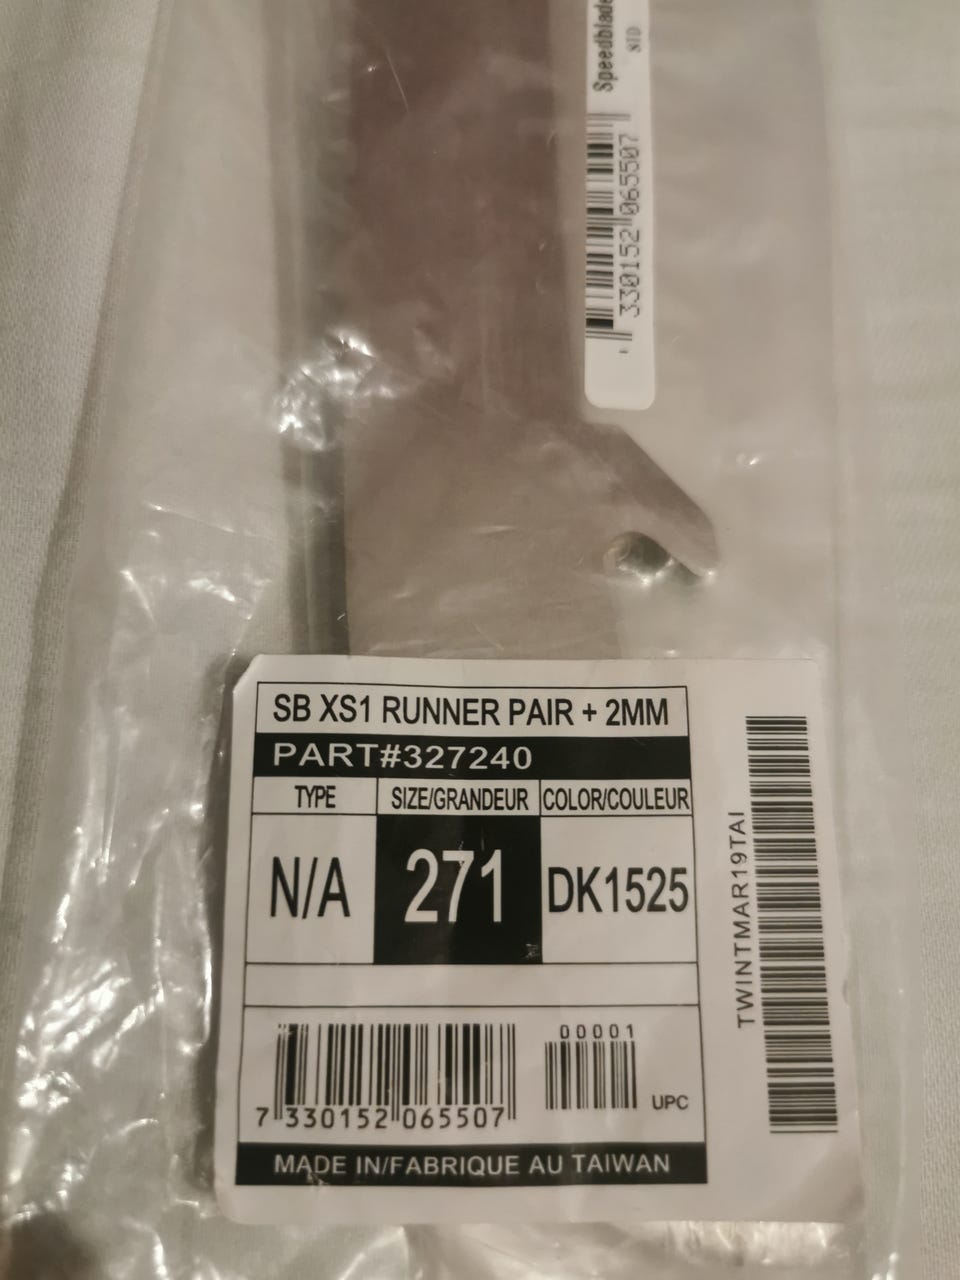 Speedblade
330152 065507
SB XS1 RUNNER PAIR + 2MM
PART#327240
TYPE SIZE/GRANDEUR COLOR/COULEUR
N/A 271 DK1525
TWINTMAR19TAI
00001
7 330152 065507 UPC
MADE IN/FABRIQUE AU TAIWAN